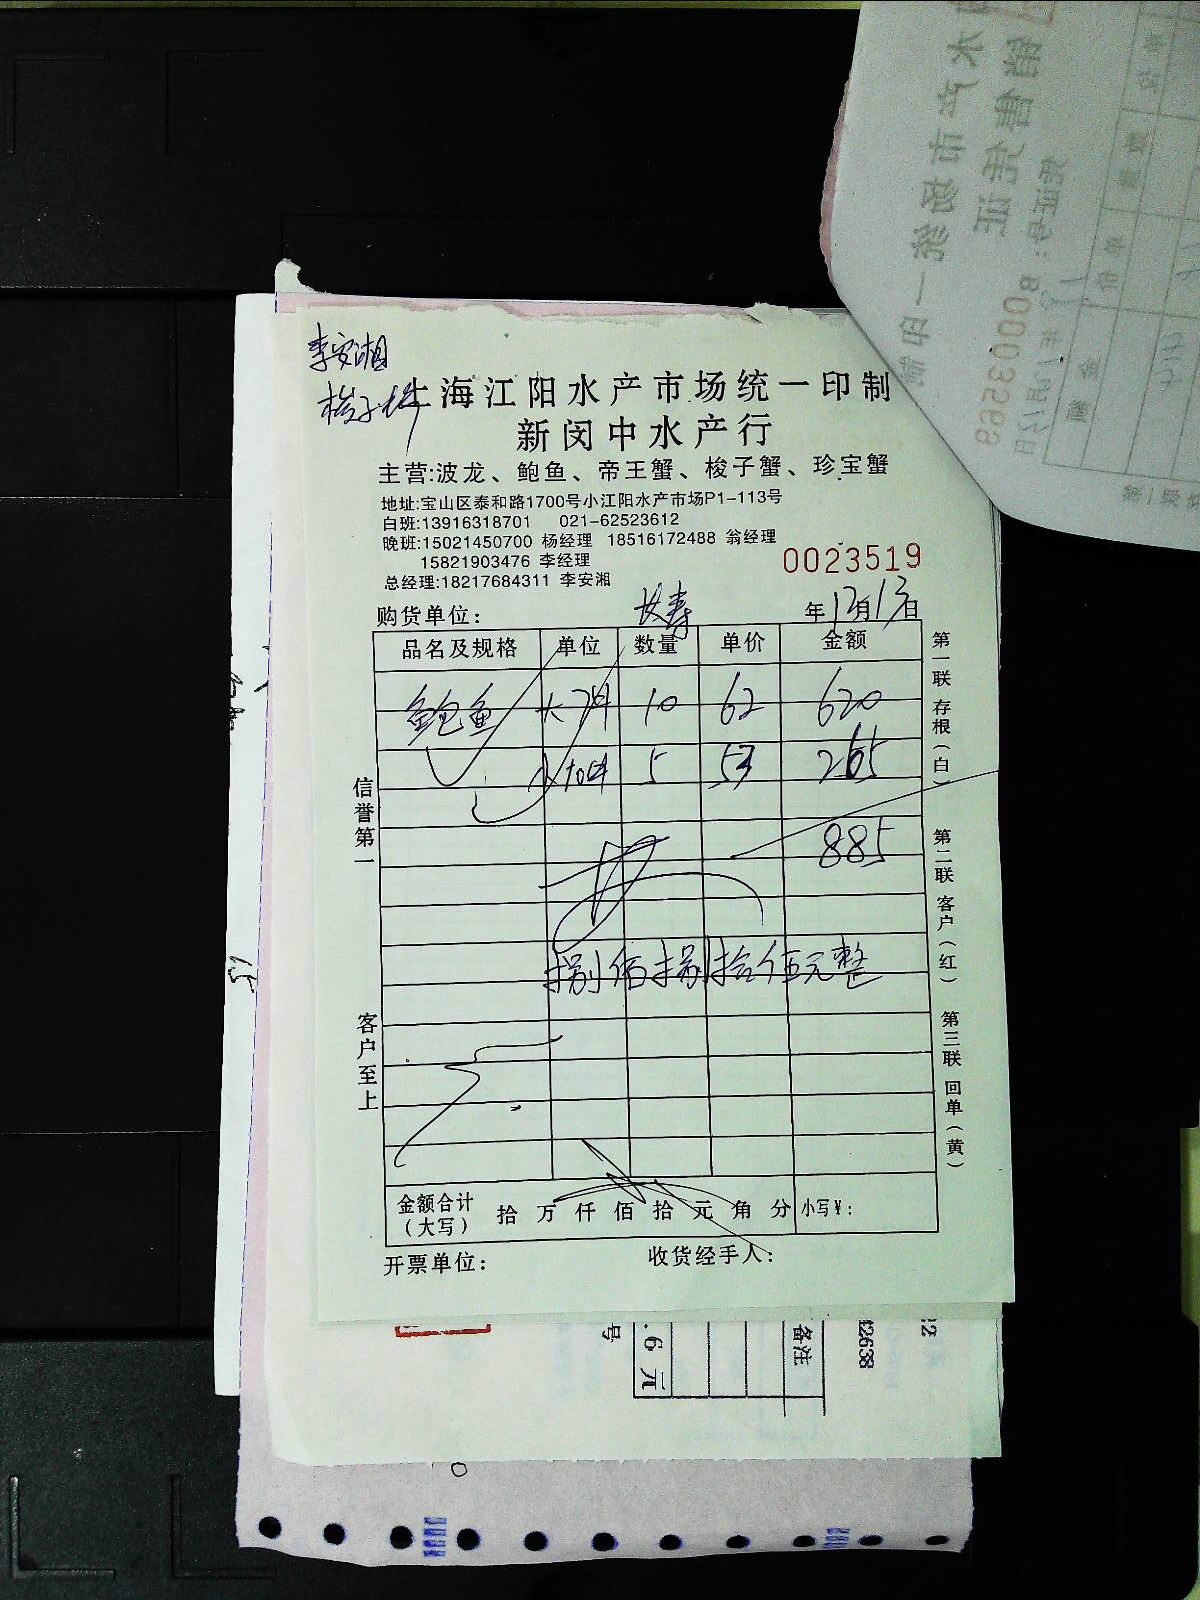 李安湘
梭子件
上海江阳水产市场统一印制
新闵中水产行
主营:波龙、鲍鱼、帝王蟹、梭子蟹、珍宝蟹
地址:宝山区泰和路1700号小江阳水产市场P1-113号
白班:13916318701 021-62523612
晚班:15021450700 杨经理 18516172488 翁经理
15821903476 李经理
总经理:18217684311 李安湘
0023519
购货单位: 长寿 年12月13日
品名及规格 单位 数量 单价 金额
鲍鱼 10 62 620
5 53 265
885
捌佰捌拾伍元整
金额合计(大写) 拾 万 仟 佰 拾 元 角 分 小写¥:
开票单位: 收货经手人:
信誉第一
客户至上
第一联 存根(白)
第二联 客户(红)
第三联 回单(黄)
B0003569
备注
.6 元
号
42638